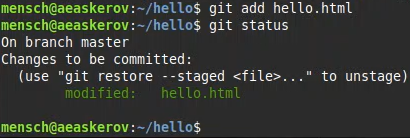 mensch@aeaskerov:~/hello$ git add hello.html
mensch@aeaskerov:~/hello$ git status
On branch master
Changes to be committed:
  (use "git restore --staged <file>..." to unstage)
        modified:   hello.html

mensch@aeaskerov:~/hello$